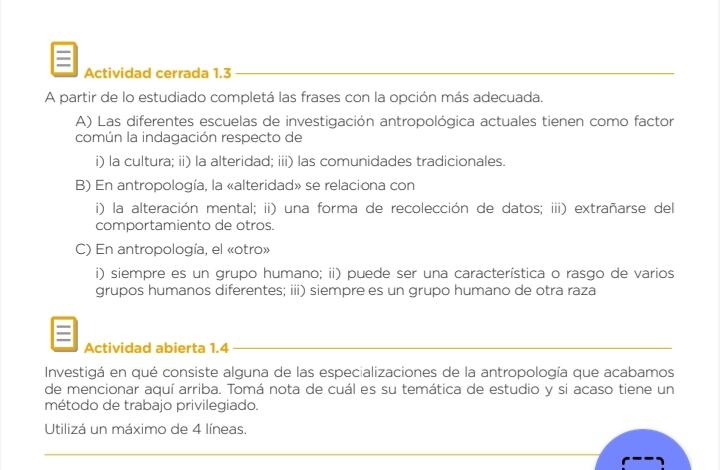 Actividad cerrada 1.3
A partir de lo estudiado completá las frases con la opción más adecuada.
A) Las diferentes escuelas de investigación antropológica actuales tienen como factor
común la indagación respecto de
i) la cultura; ii) la alteridad; iii) las comunidades tradicionales.
B) En antropología, la «alteridad» se relaciona con
i) la alteración mental; ii) una forma de recolección de datos; iii) extrañarse del
comportamiento de otros.
C) En antropología, el «otro»
i) siempre es un grupo humano; ii) puede ser una característica o rasgo de varios
grupos humanos diferentes; iii) siempre es un grupo humano de otra raza
Actividad abierta 1.4
Investigá en qué consiste alguna de las especializaciones de la antropología que acabamos
de mencionar aquí arriba. Tomá nota de cuál es su temática de estudio y si acaso tiene un
método de trabajo privilegiado.
Utilizá un máximo de 4 líneas.